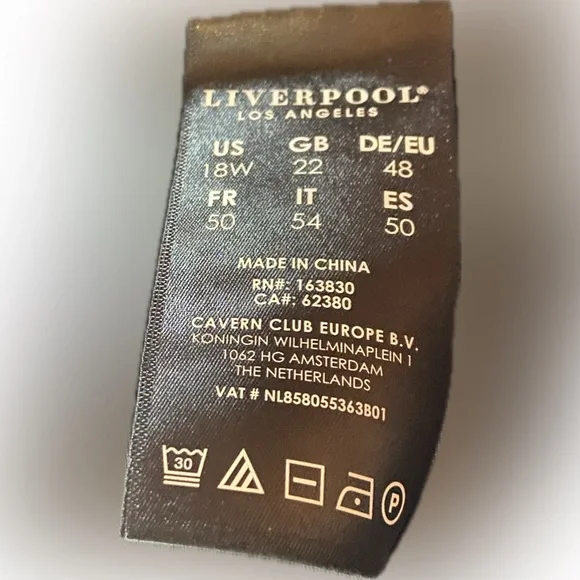 LIVERPOOL®
LOS ANGELES
US GB DE/EU
18W 22 48
FR IT ES
50 54 50
MADE IN CHINA
RN#: 163830
CA#: 62380
CAVERN CLUB EUROPE B.V.
KONINGIN WILHELMINAPLEIN 1
1062 HG AMSTERDAM
THE NETHERLANDS
VAT # NL858055363B01
30 P